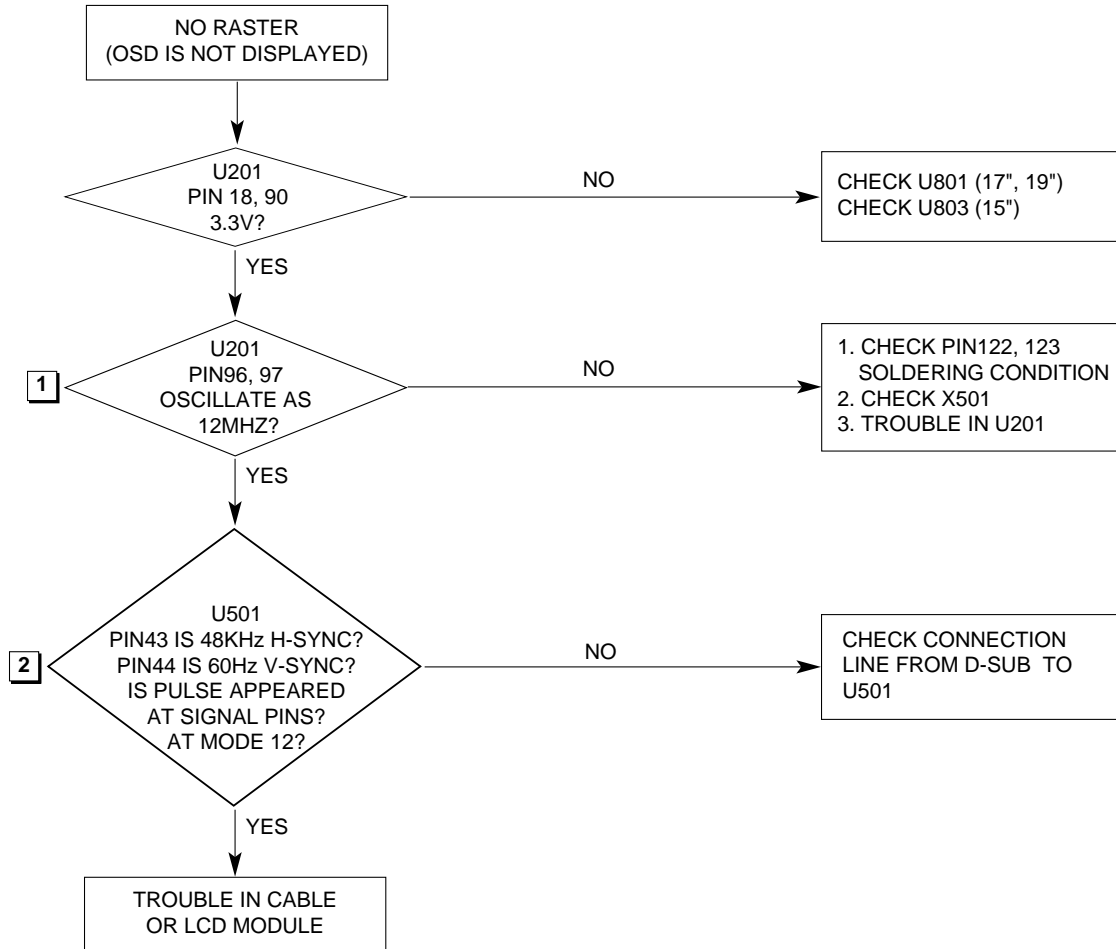 NO RASTER
(OSD IS NOT DISPLAYED)
U201
PIN 18, 90
3.3V?
NO
CHECK U801 (17", 19")
CHECK U803 (15")
YES
1
U201
PIN96, 97
OSCILLATE AS
12MHZ?
NO
1. CHECK PIN122, 123
SOLDERING CONDITION
2. CHECK X501
3. TROUBLE IN U201
YES
2
U501
PIN43 IS 48KHz H-SYNC?
PIN44 IS 60Hz V-SYNC?
IS PULSE APPEARED
AT SIGNAL PINS?
AT MODE 12?
NO
CHECK CONNECTION
LINE FROM D-SUB TO
U501
YES
TROUBLE IN CABLE
OR LCD MODULE